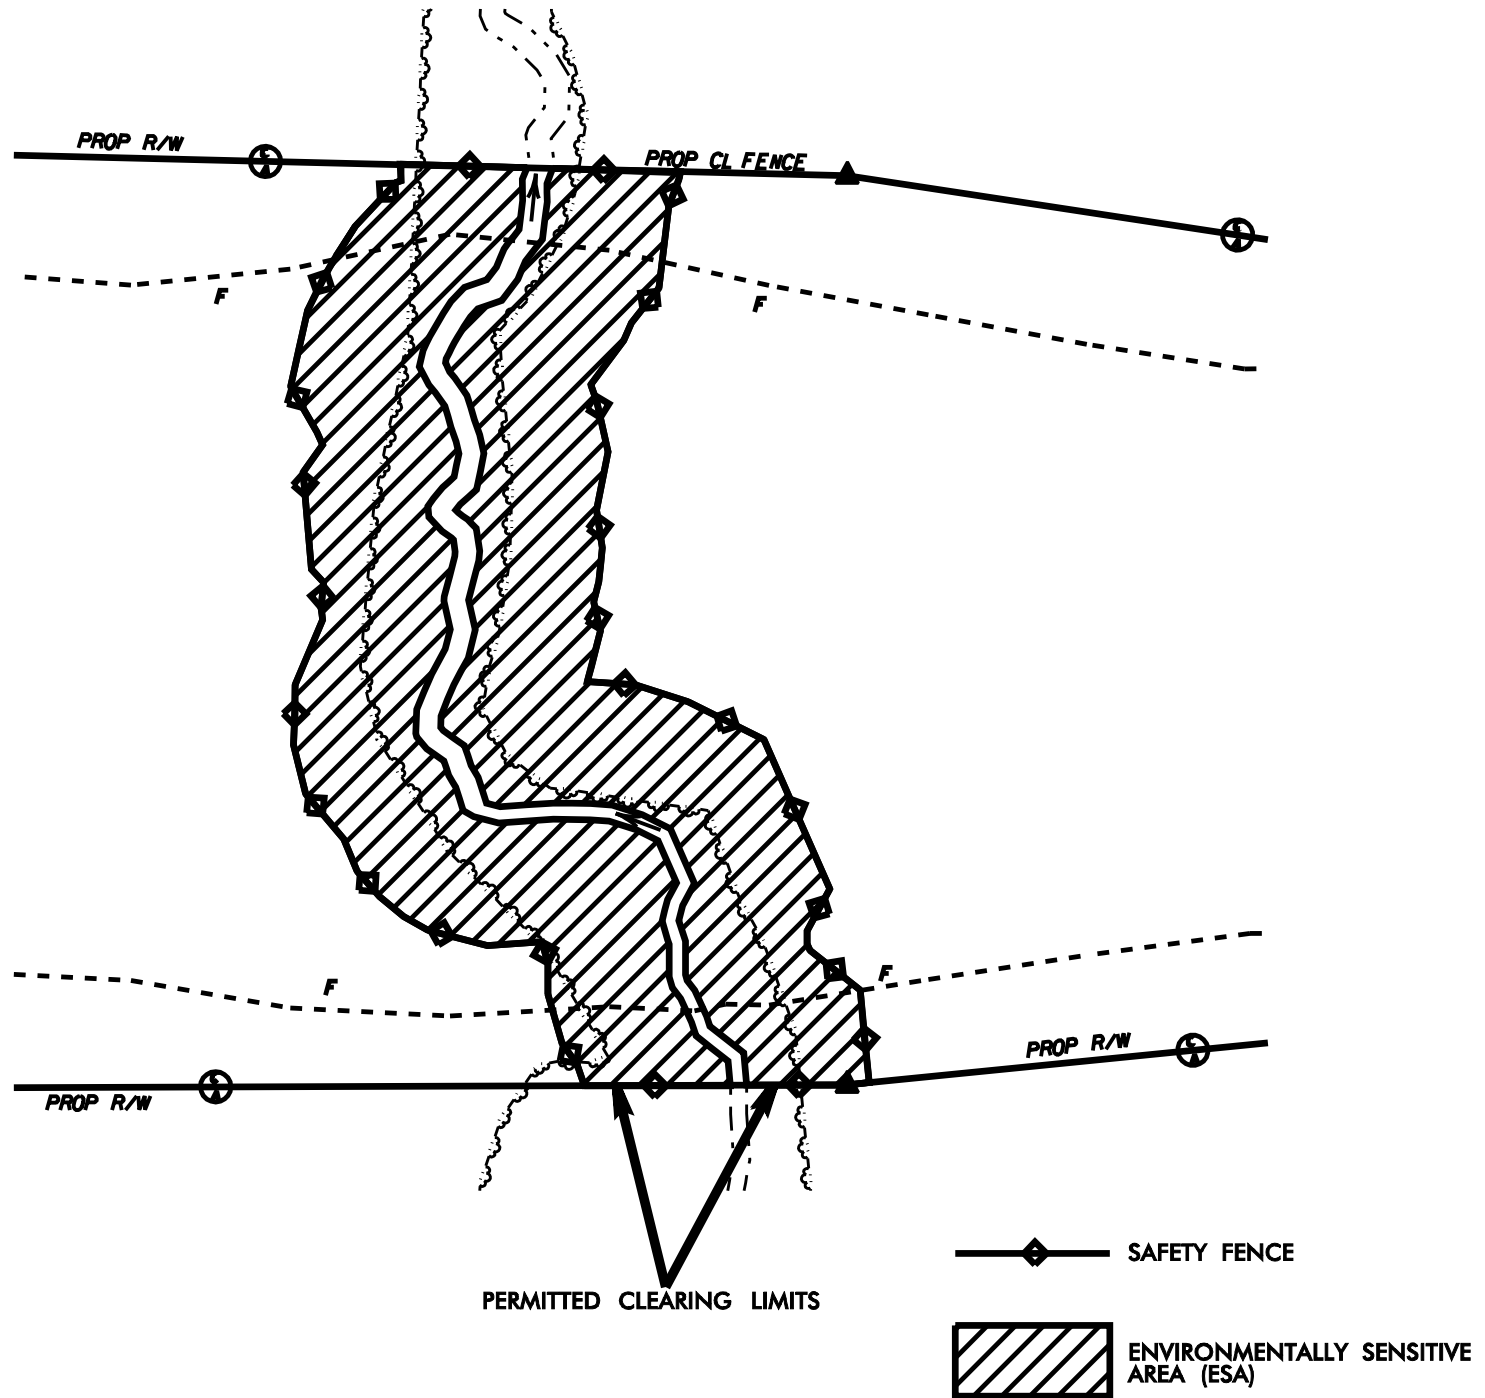 PROP R/W
PROP CL FENCE
F
F
F
F
PROP R/W
PROP R/W
SAFETY FENCE
PERMITTED CLEARING LIMITS
ENVIRONMENTALLY SENSITIVE
AREA (ESA)